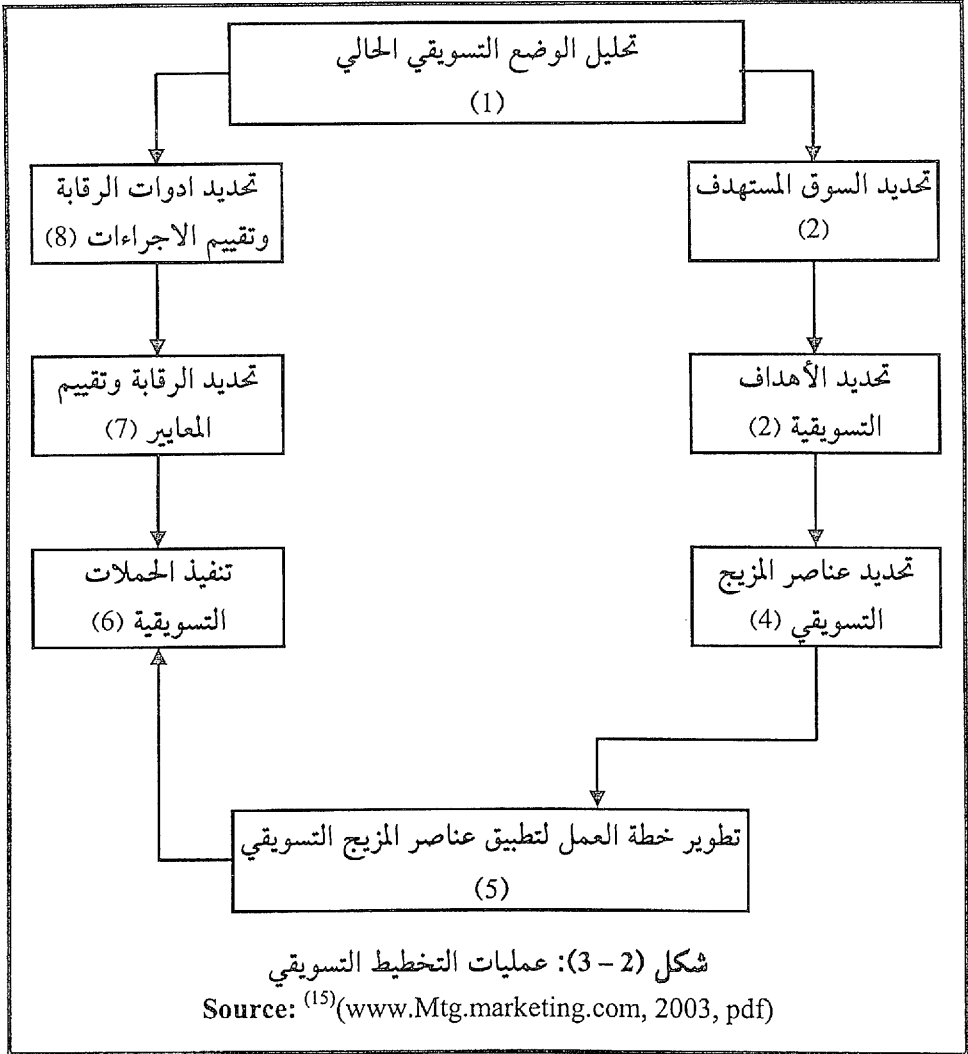 تحليل الوضع التسويقي الحالي
(1)
تحديد السوق المستهدف
(2)
تحديد الأهداف
التسويقية (2)
تحديد عناصر المزيج
التسويقي (4)
تطوير خطة العمل لتطبيق عناصر المزيج التسويقي
(5)
تنفيذ الحملات
التسويقية (6)
تحديد الرقابة وتقييم
المعايير (7)
تحديد ادوات الرقابة
وتقييم الاجراءات (8)
شكل (2 – 3): عمليات التخطيط التسويقي
Source: (15)(www.Mtg.marketing.com, 2003, pdf)